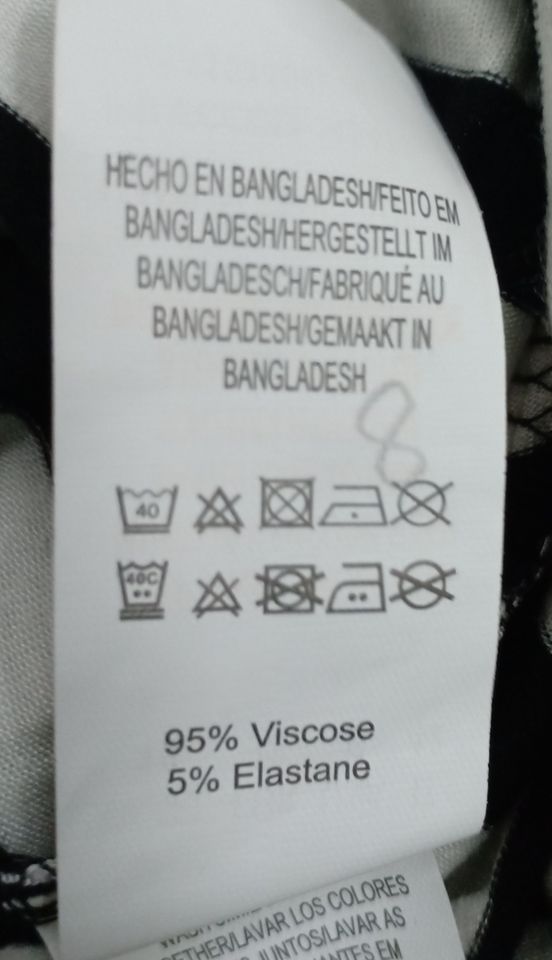 HECHO EN BANGLADESH/FEITO EM
BANGLADESH/HERGESTELLT IM
BANGLADESCH/FABRIQUÉ AU
BANGLADESH/GEMAAKT IN
BANGLADESH
8
40
40C
95% Viscose
5% Elastane
LAVAR LOS COLORES
JUNTOS/LAVAR AS
EM